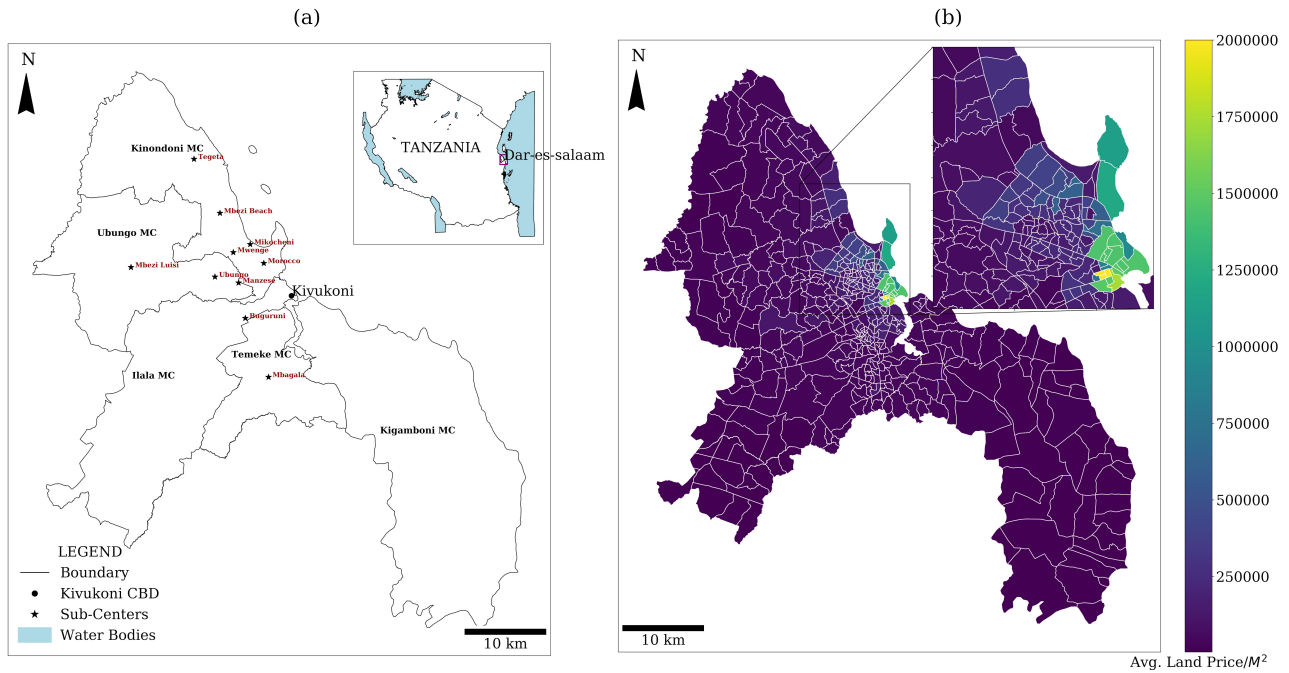 (a)
N
TANZANIA
Dar-es-salaam
Kinondoni MC
Tegeta
Mbezi Beach
Ubungo MC
Mikocheni
Mwenge
Morocco
Mbezi Luisi
Ubungo
Manzese
Kivukoni
Buguruni
Temeke MC
Ilala MC
Mbagala
Kigamboni MC
LEGEND
Boundary
Kivukoni CBD
Sub-Centers
Water Bodies
10 km
(b)
N
10 km
2000000
1750000
1500000
1250000
1000000
750000
500000
250000
Avg. Land Price/M²